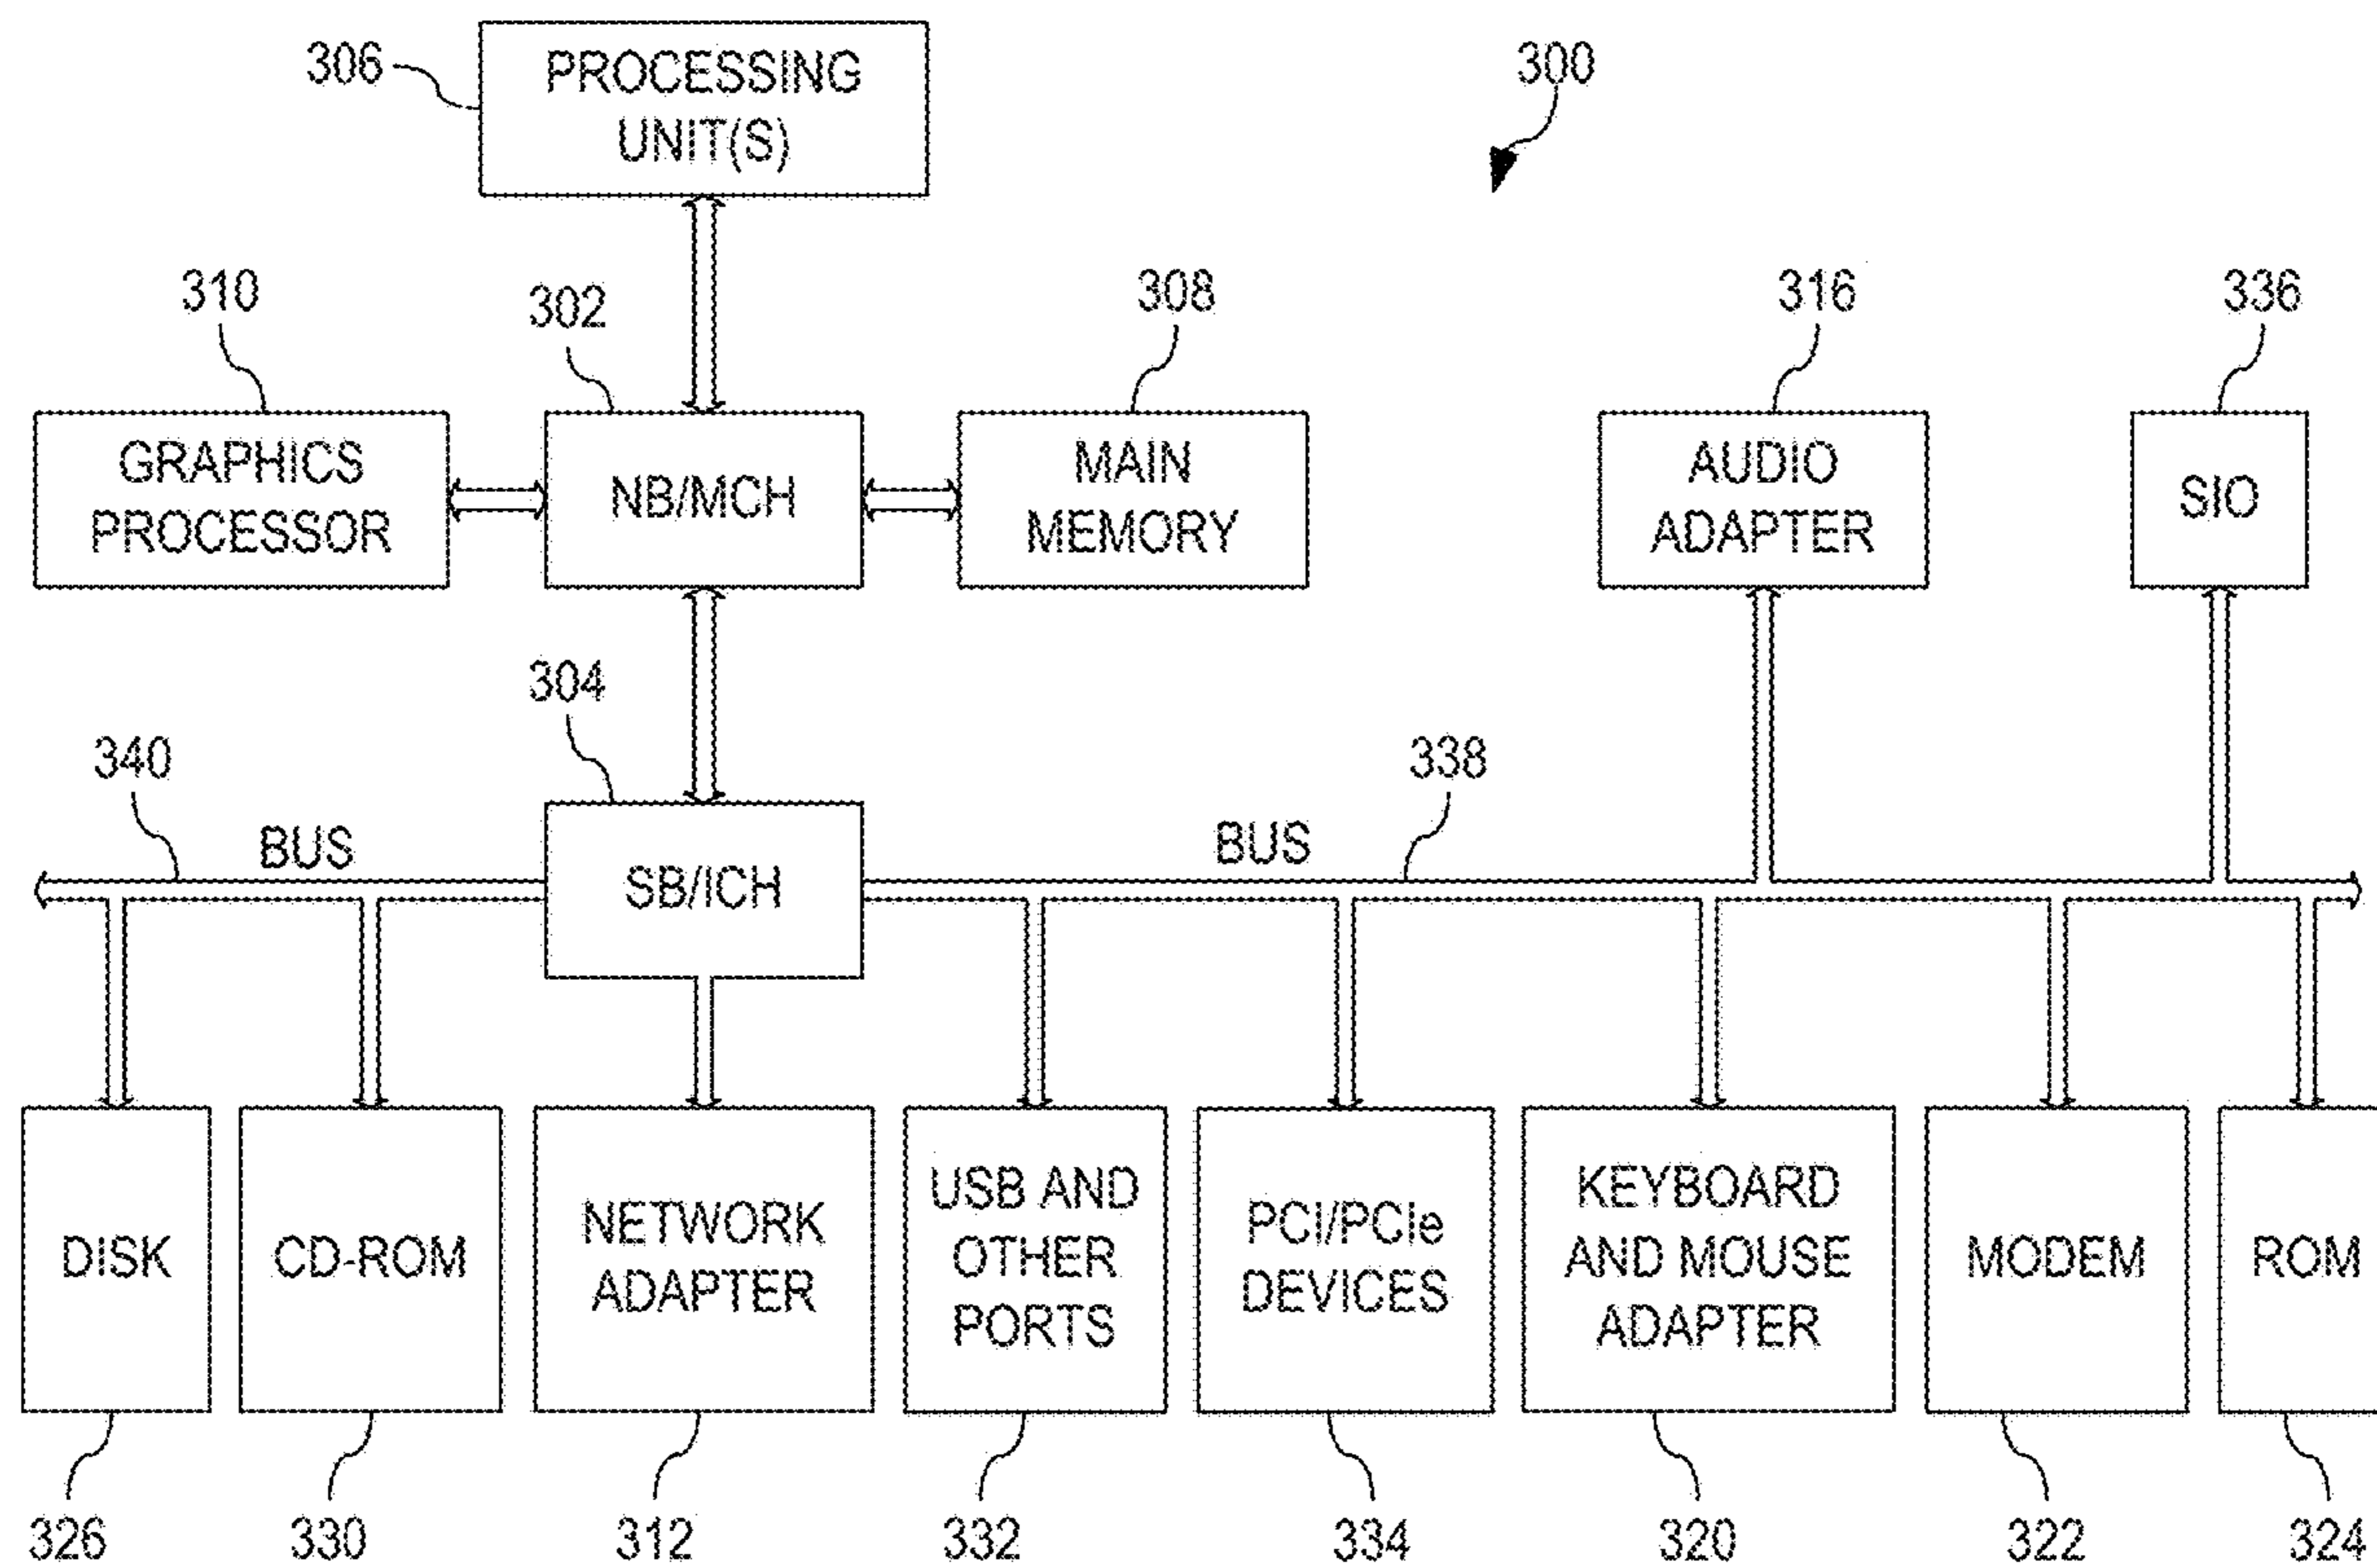 306
PROCESSING
UNIT(S)
300
310
302
308
316
336
GRAPHICS
PROCESSOR
NB/MCH
MAIN
MEMORY
AUDIO
ADAPTER
SIO
304
340
338
BUS
BUS
SB/ICH
DISK
CD-ROM
NETWORK
ADAPTER
USB AND
OTHER
PORTS
PCI/PCIe
DEVICES
KEYBOARD
AND MOUSE
ADAPTER
MODEM
ROM
326
330
312
332
334
320
322
324